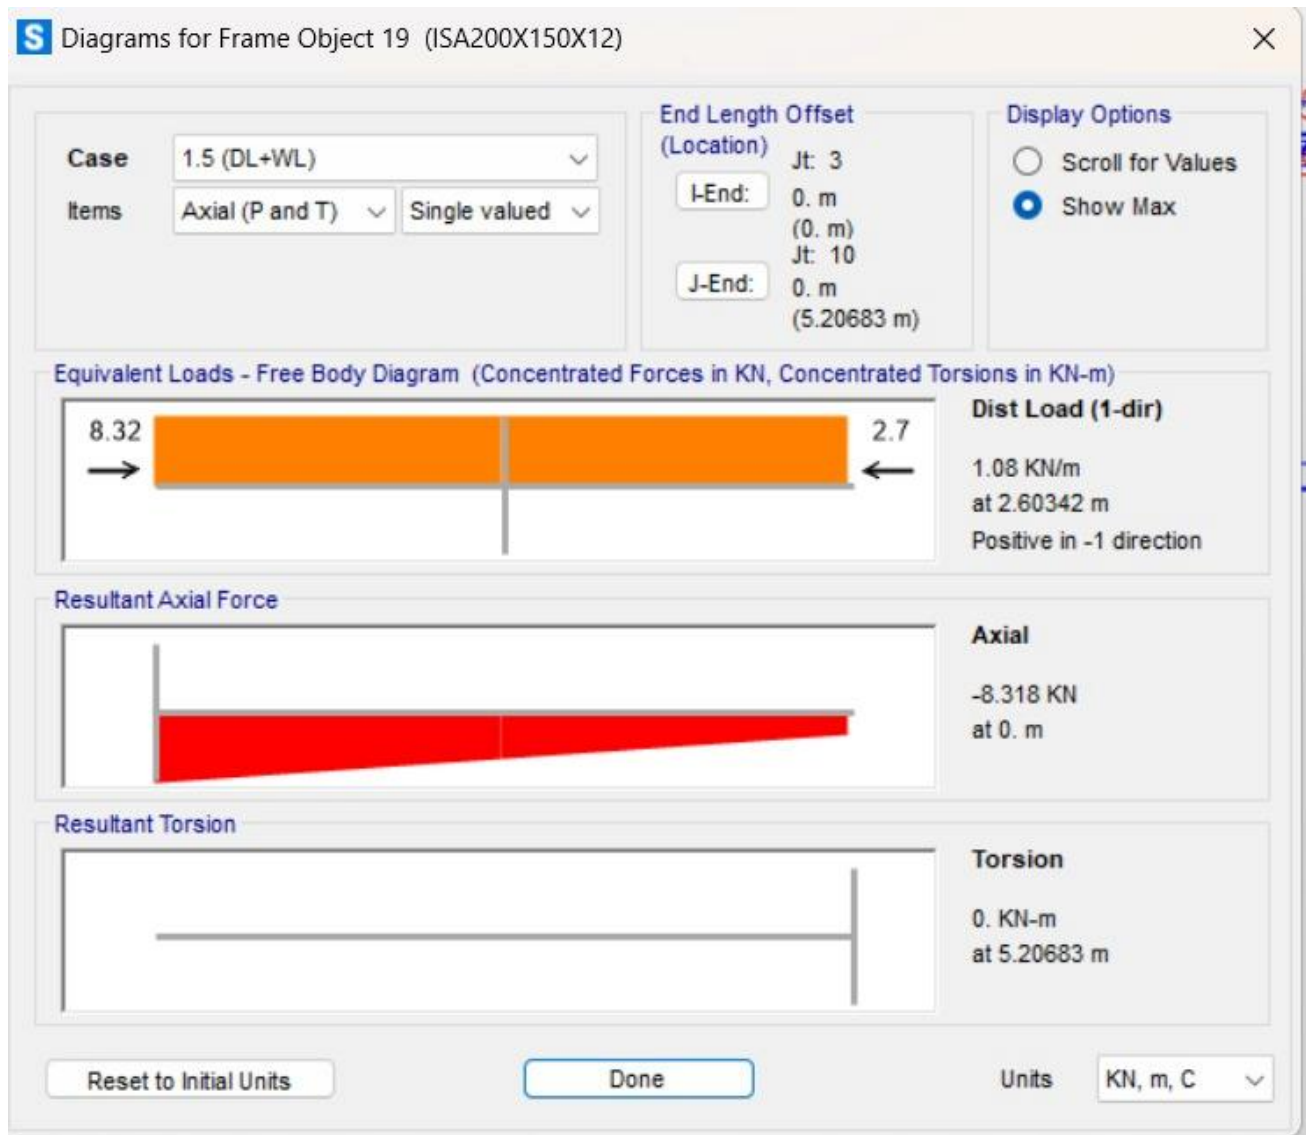 S Diagrams for Frame Object 19 (ISA200X150X12)
Case 1.5 (DL+WL)
Items Axial (P and T) Single valued
End Length Offset
(Location)
Jt: 3
I-End: 0. m
(0. m)
Jt: 10
J-End: 0. m
(5.20683 m)
Display Options
Scroll for Values
Show Max
Equivalent Loads - Free Body Diagram (Concentrated Forces in KN, Concentrated Torsions in KN-m)
8.32
2.7
Dist Load (1-dir)
1.08 KN/m
at 2.60342 m
Positive in -1 direction
Resultant Axial Force
Axial
-8.318 KN
at 0. m
Resultant Torsion
Torsion
0. KN-m
at 5.20683 m
Reset to Initial Units
Done
Units KN, m, C